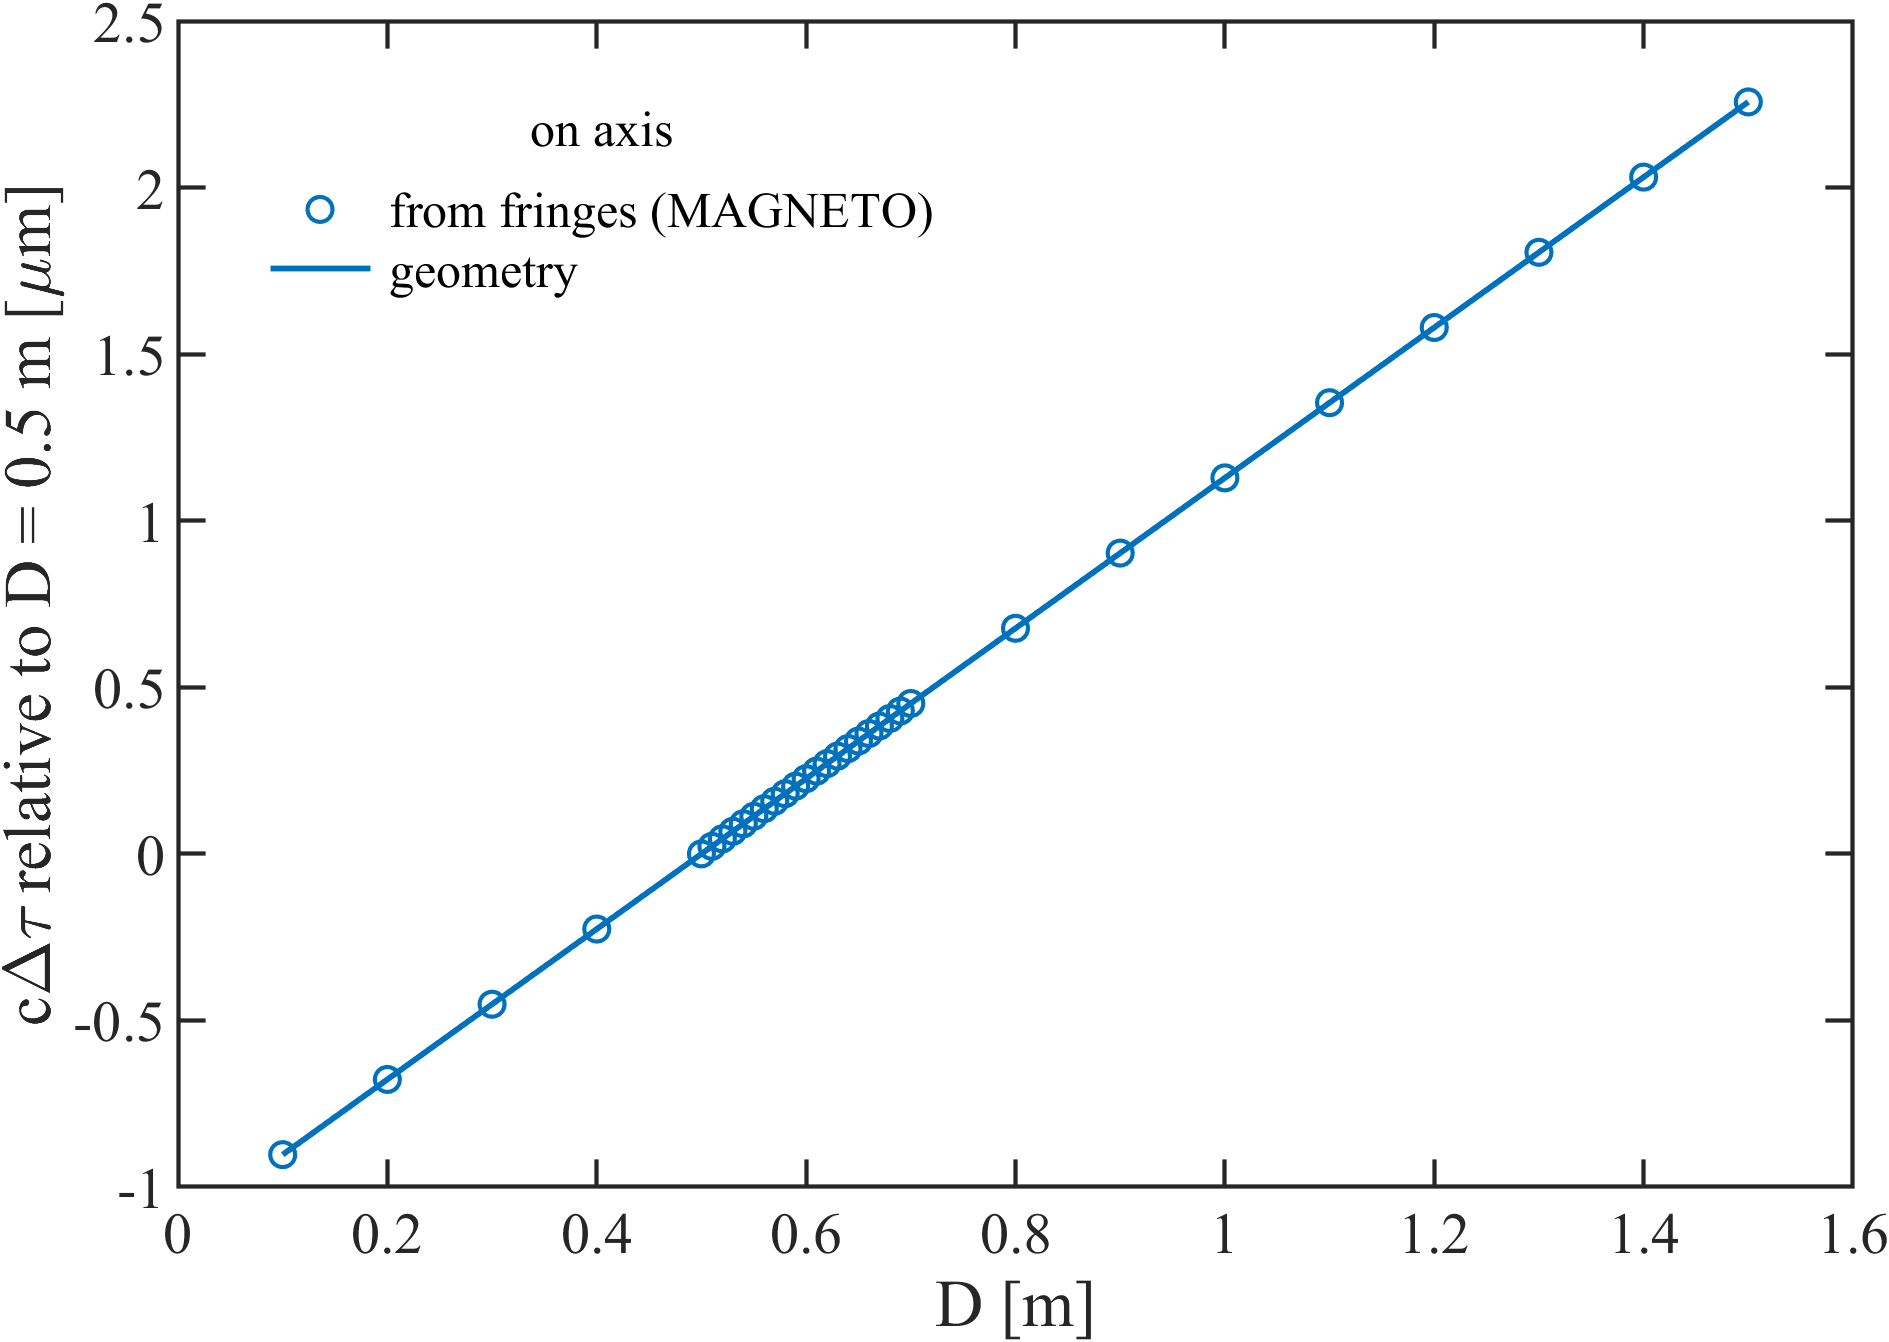 2.5
2
1.5
1
0.5
0
-0.5
-1
cΔτ relative to D = 0.5 m [μm]
on axis
from fringes (MAGNETO)
geometry
0 0.2 0.4 0.6 0.8 1 1.2 1.4 1.6
D [m]